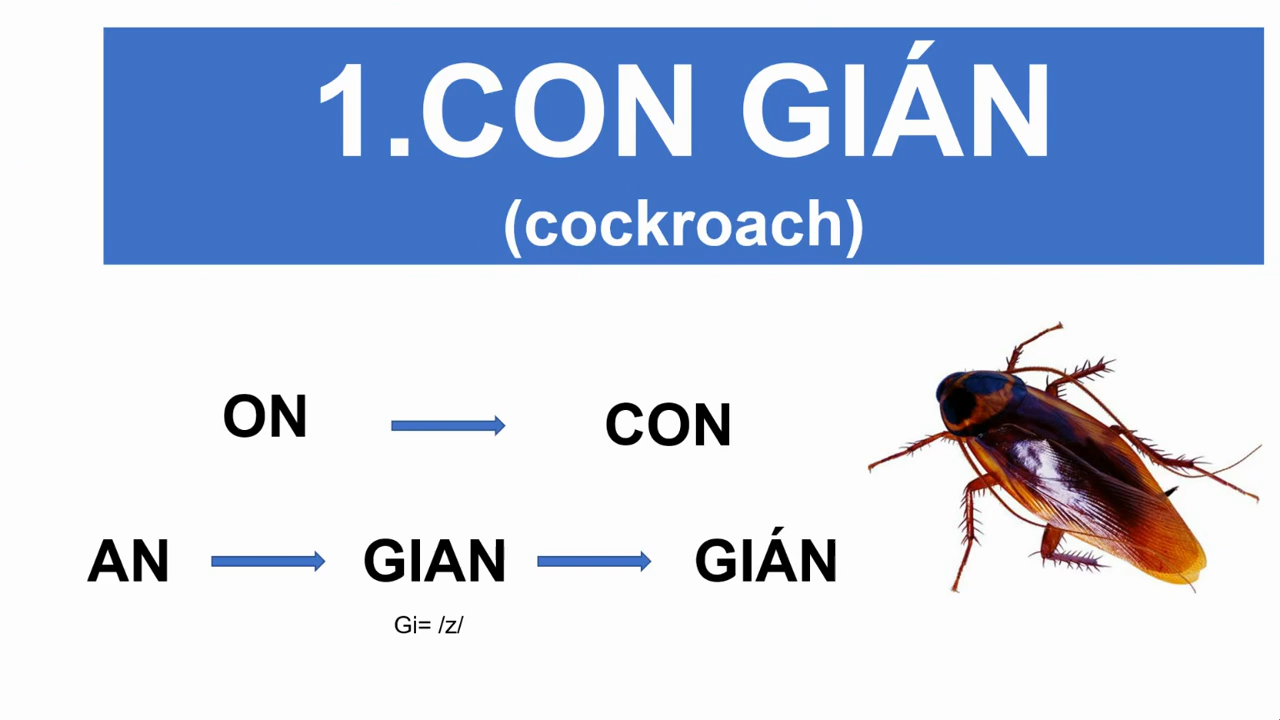 1.CON GIÁN
(cockroach)
ON CON
AN GIAN GIÁN
Gi= /z/